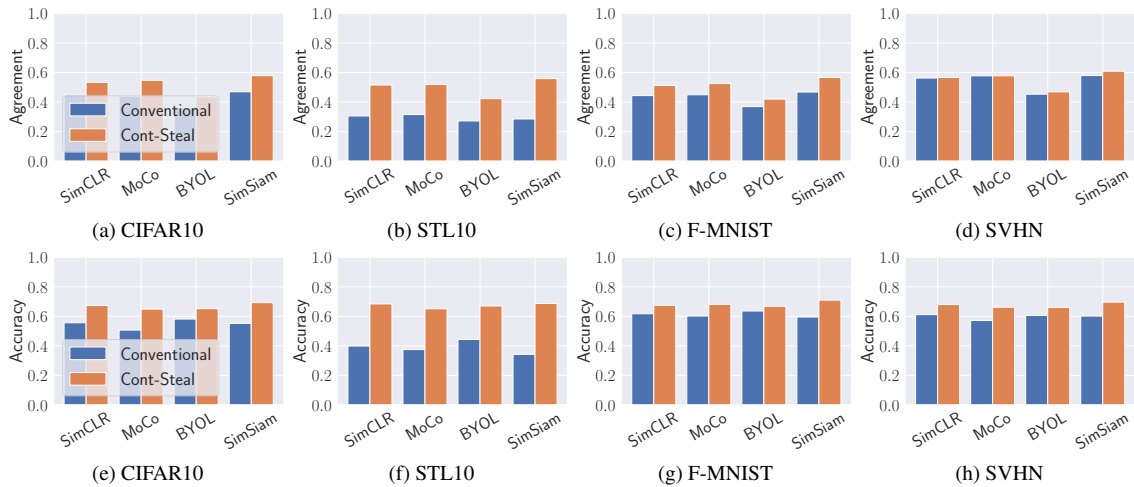 1.0
0.8
0.6
0.4
0.2
0.0
Agreement
Conventional
Cont-Steal
SimCLR MoCo BYOL SimSiam
(a) CIFAR10
1.0
0.8
0.6
0.4
0.2
0.0
Agreement
SimCLR MoCo BYOL SimSiam
(b) STL10
1.0
0.8
0.6
0.4
0.2
0.0
Agreement
SimCLR MoCo BYOL SimSiam
(c) F-MNIST
1.0
0.8
0.6
0.4
0.2
0.0
Agreement
SimCLR MoCo BYOL SimSiam
(d) SVHN
1.0
0.8
0.6
0.4
0.2
0.0
Accuracy
Conventional
Cont-Steal
SimCLR MoCo BYOL SimSiam
(e) CIFAR10
1.0
0.8
0.6
0.4
0.2
0.0
Accuracy
SimCLR MoCo BYOL SimSiam
(f) STL10
1.0
0.8
0.6
0.4
0.2
0.0
Accuracy
SimCLR MoCo BYOL SimSiam
(g) F-MNIST
1.0
0.8
0.6
0.4
0.2
0.0
Accuracy
SimCLR MoCo BYOL SimSiam
(h) SVHN